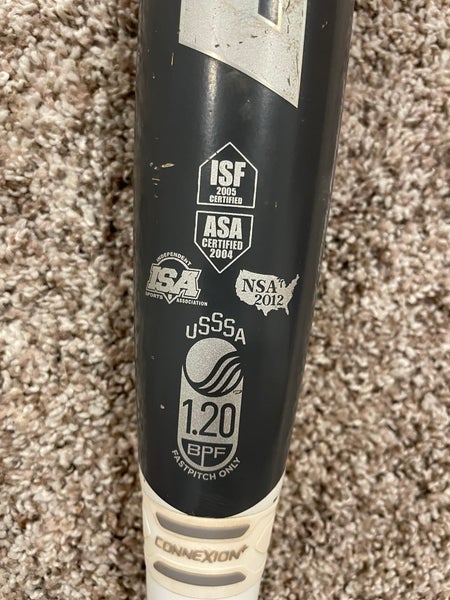 ISF
2005
CERTIFIED
ASA
CERTIFIED
2004
INDEPENDENT
ISA
SPORTS ASSOCIATION
NSA
2012
USSSA
1.20
BPF
FASTPITCH ONLY
CONNEXION+